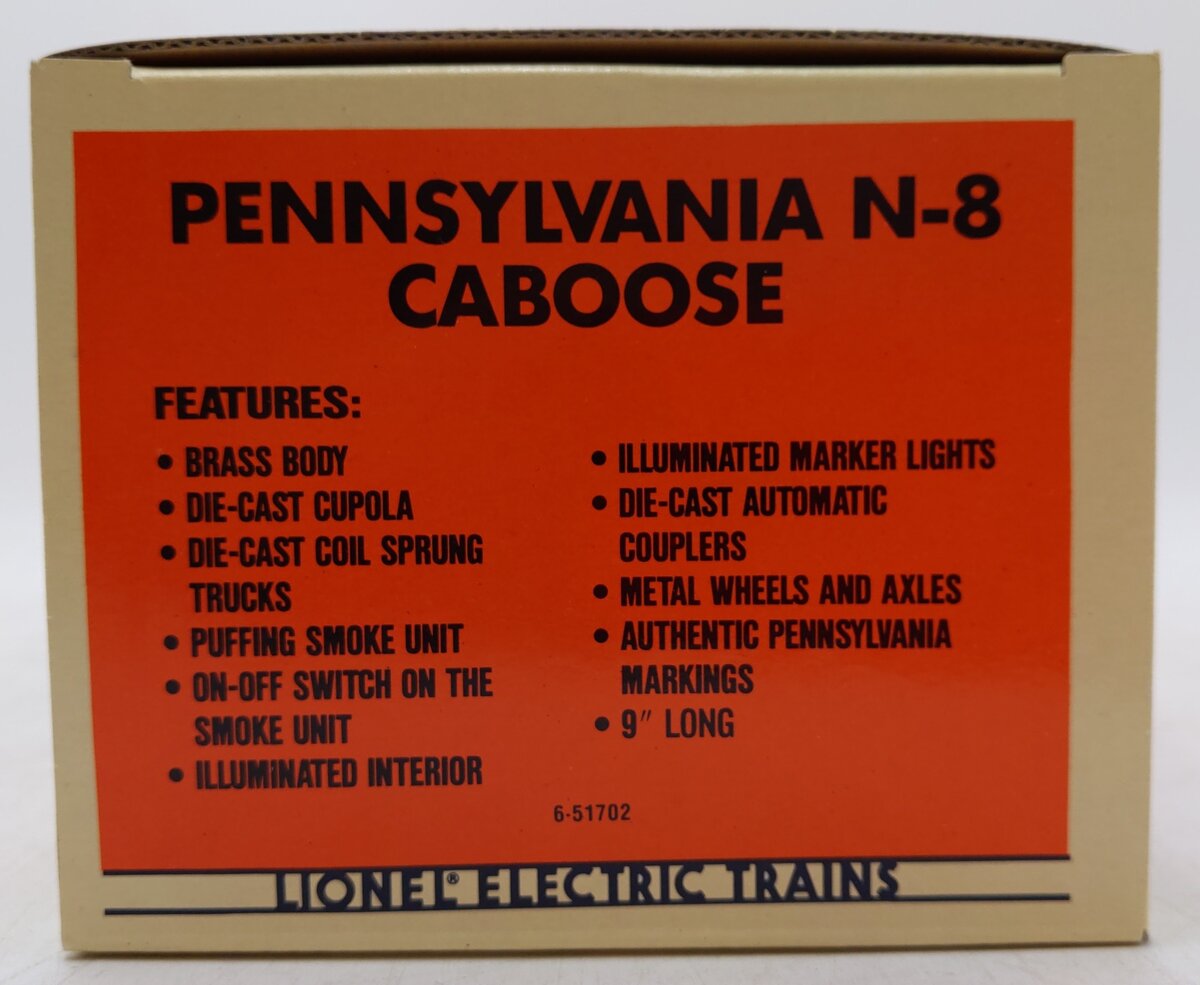 PENNSYLVANIA N-8
CABOOSE
FEATURES:
• BRASS BODY
• DIE-CAST CUPOLA
• DIE-CAST COIL SPRUNG
TRUCKS
• PUFFING SMOKE UNIT
• ON-OFF SWITCH ON THE
SMOKE UNIT
• ILLUMINATED INTERIOR
• ILLUMINATED MARKER LIGHTS
• DIE-CAST AUTOMATIC
COUPLERS
• METAL WHEELS AND AXLES
• AUTHENTIC PENNSYLVANIA
MARKINGS
• 9″ LONG
6-51702
LIONEL® ELECTRIC TRAINS